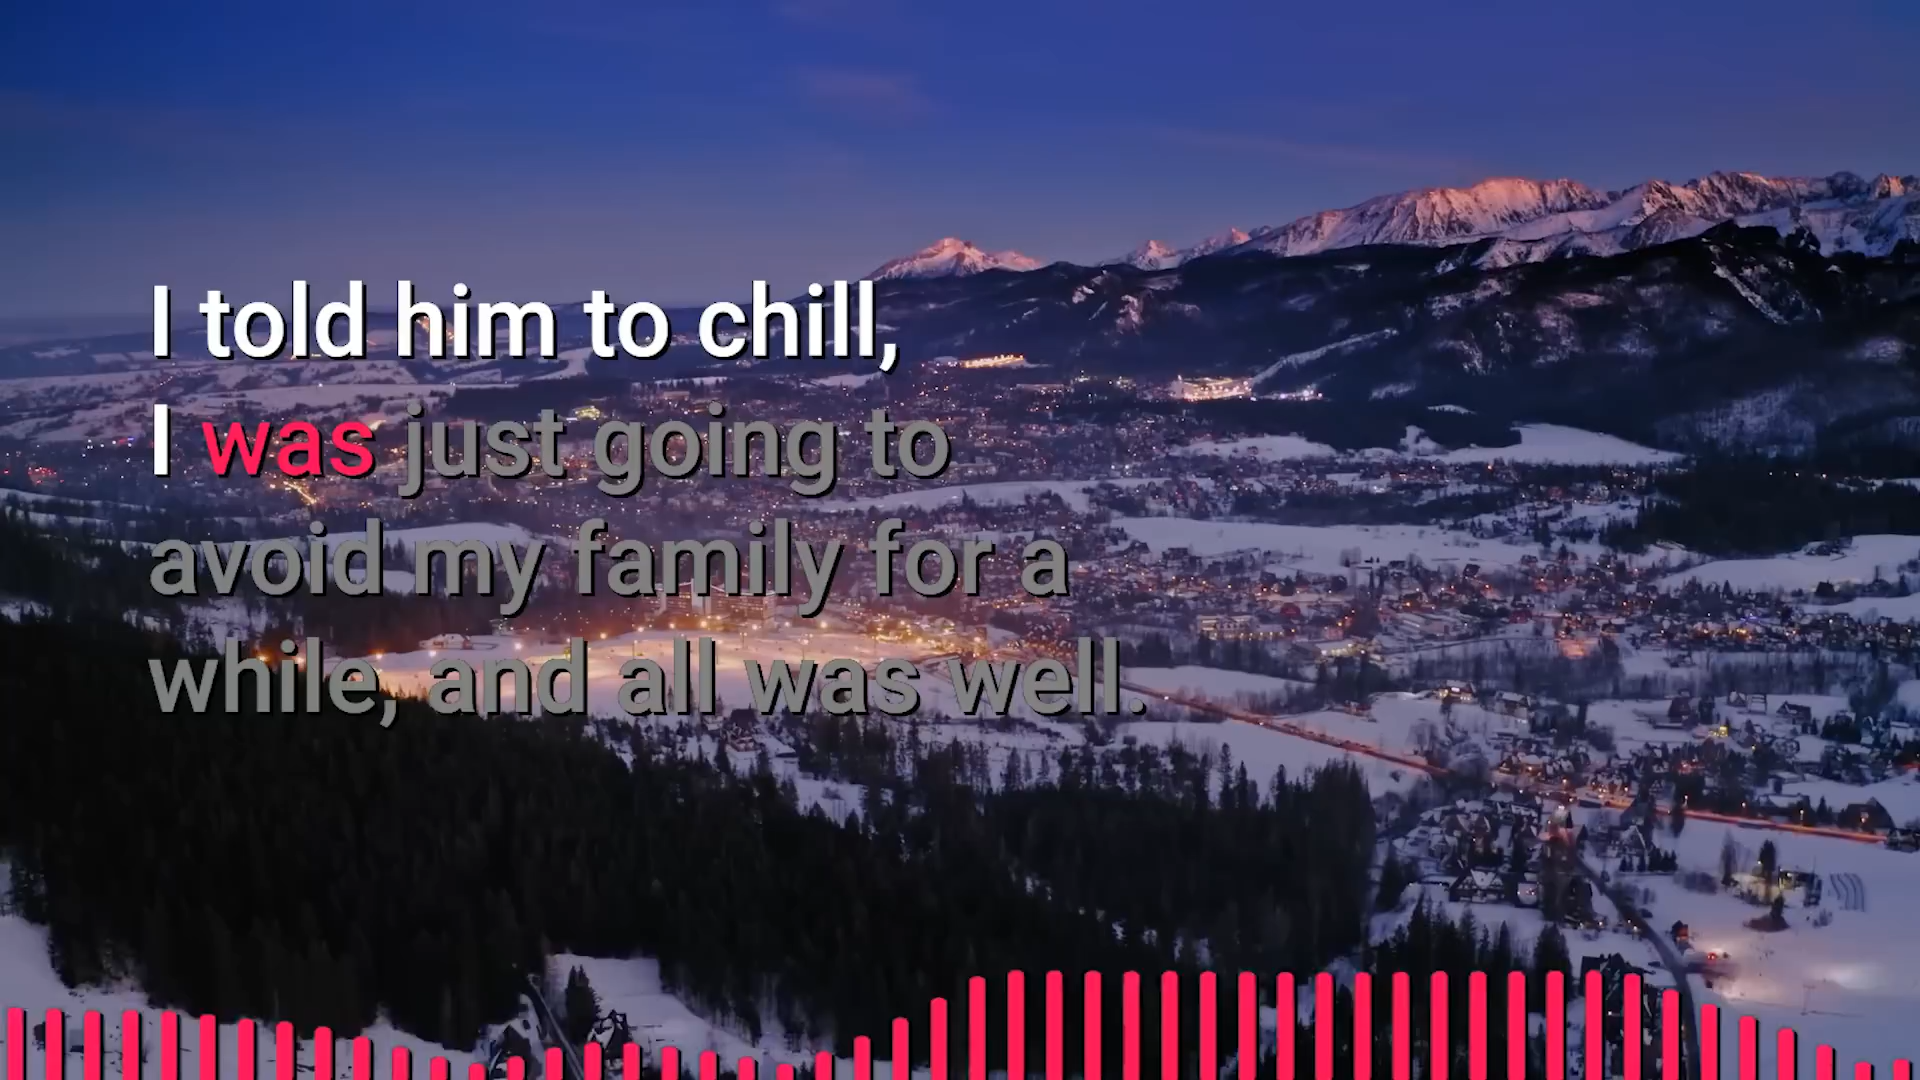 I told him to chill,
I was just going to
avoid my family for a
while, and all was well.